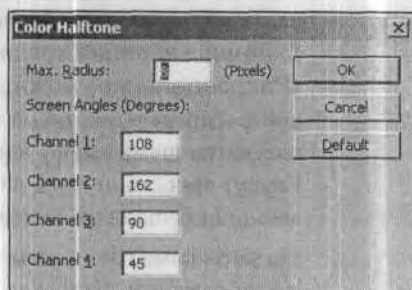 Color Halftone
Max. Radius: (Pixels) OK
Screen Angles (Degrees): Cancel
Channel 1: 108 Default
Channel 2: 162
Channel 3: 90
Channel 4: 45